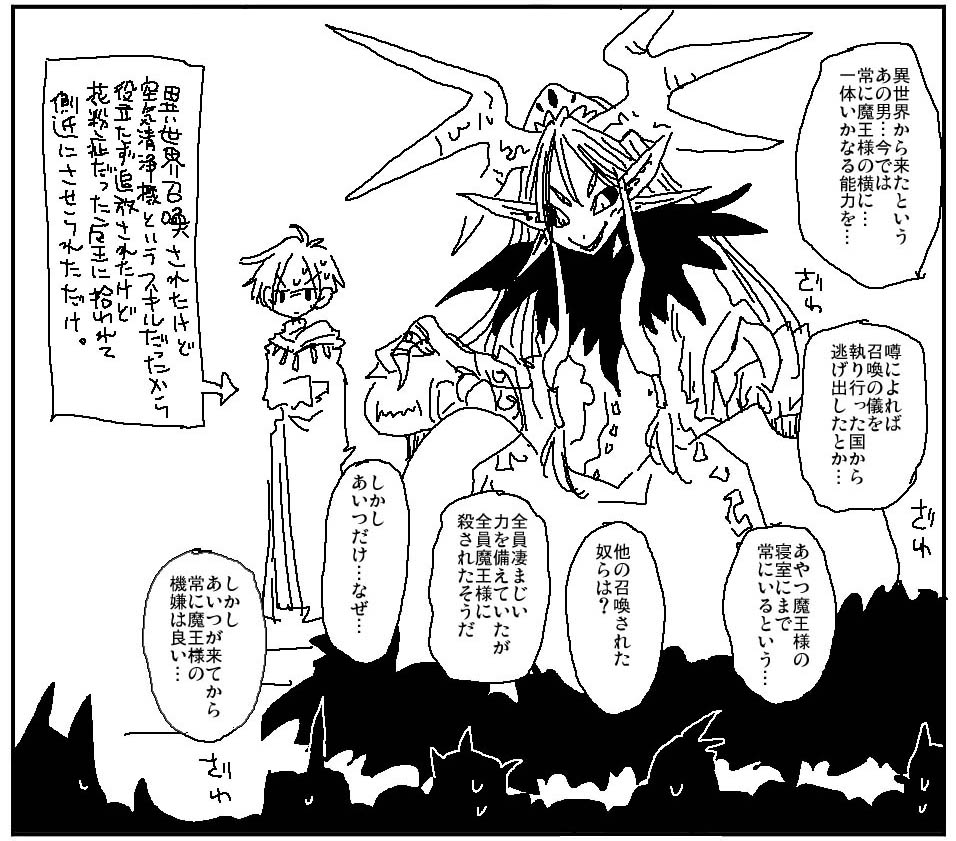 異世界から来たという
あの男…今では
常に魔王様の横に…
一体いかなる能力を…
ざわ
噂によれば
召喚の儀を
執り行った国から
逃げ出したとか…
ざわ
あやつ魔王様の
寝室にまで
常にいるという…
他の召喚された
奴らは?
全員凄まじい
力を備えていたが
全員魔王様に
殺されたそうだ
しかし
あいつだけ…なぜ…
しかし
あいつが来てから
常に魔王様の
機嫌は良い…
ざわ
異世界召喚されたけど
空気清浄機というスキルだったから
役立たず追放されたけど
花粉症だった魔王に拾われて
側近にさせられただけ。